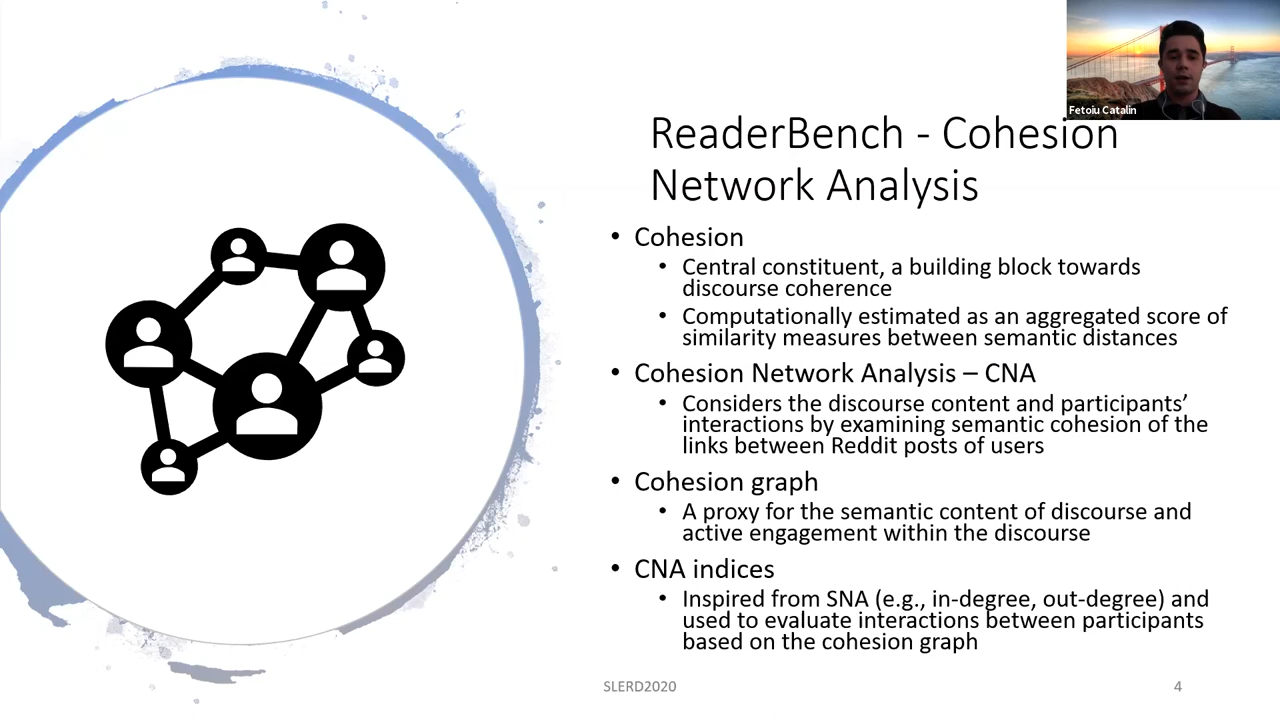 Fetoiu Catalin
ReaderBench - Cohesion
Network Analysis
• Cohesion
• Central constituent, a building block towards
discourse coherence
• Computationally estimated as an aggregated score of
similarity measures between semantic distances
• Cohesion Network Analysis – CNA
• Considers the discourse content and participants’
interactions by examining semantic cohesion of the
links between Reddit posts of users
• Cohesion graph
• A proxy for the semantic content of discourse and
active engagement within the discourse
• CNA indices
• Inspired from SNA (e.g., in-degree, out-degree) and
used to evaluate interactions between participants
based on the cohesion graph
SLERD2020
4